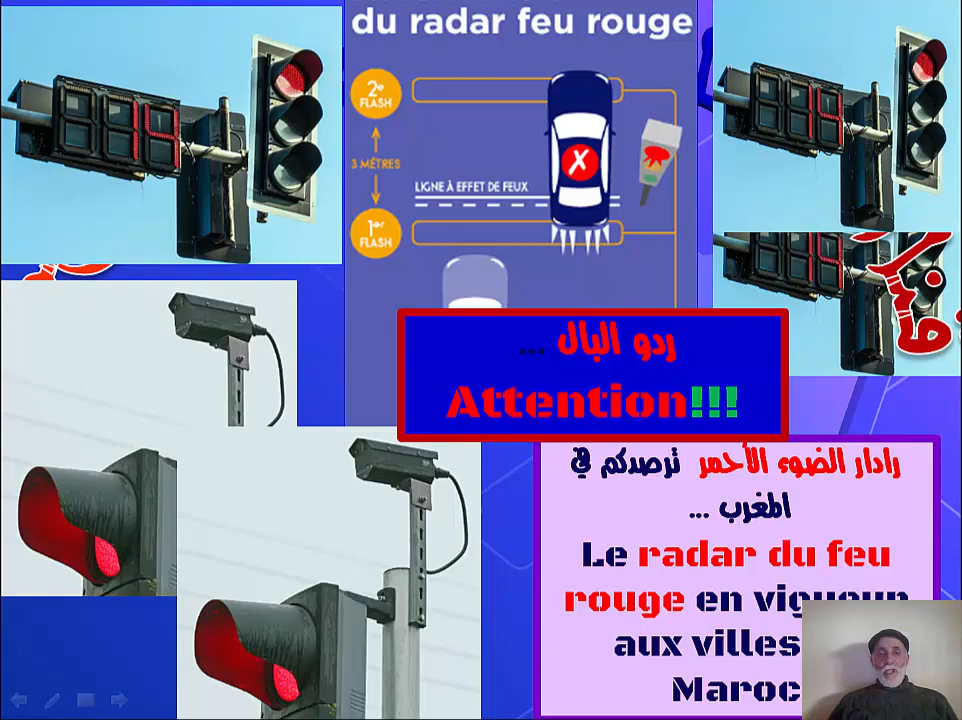 du radar feu rouge
2e
FLASH
3 MÈTRES
LIGNE À EFFET DE FEUX
1er
FLASH
14
14
14
ردو البال ...
Attention!!!
رادار الضوء الأحمر ترصدكم في
المغرب ...
Le radar du feu
rouge en vigueur
aux villes
Maroc